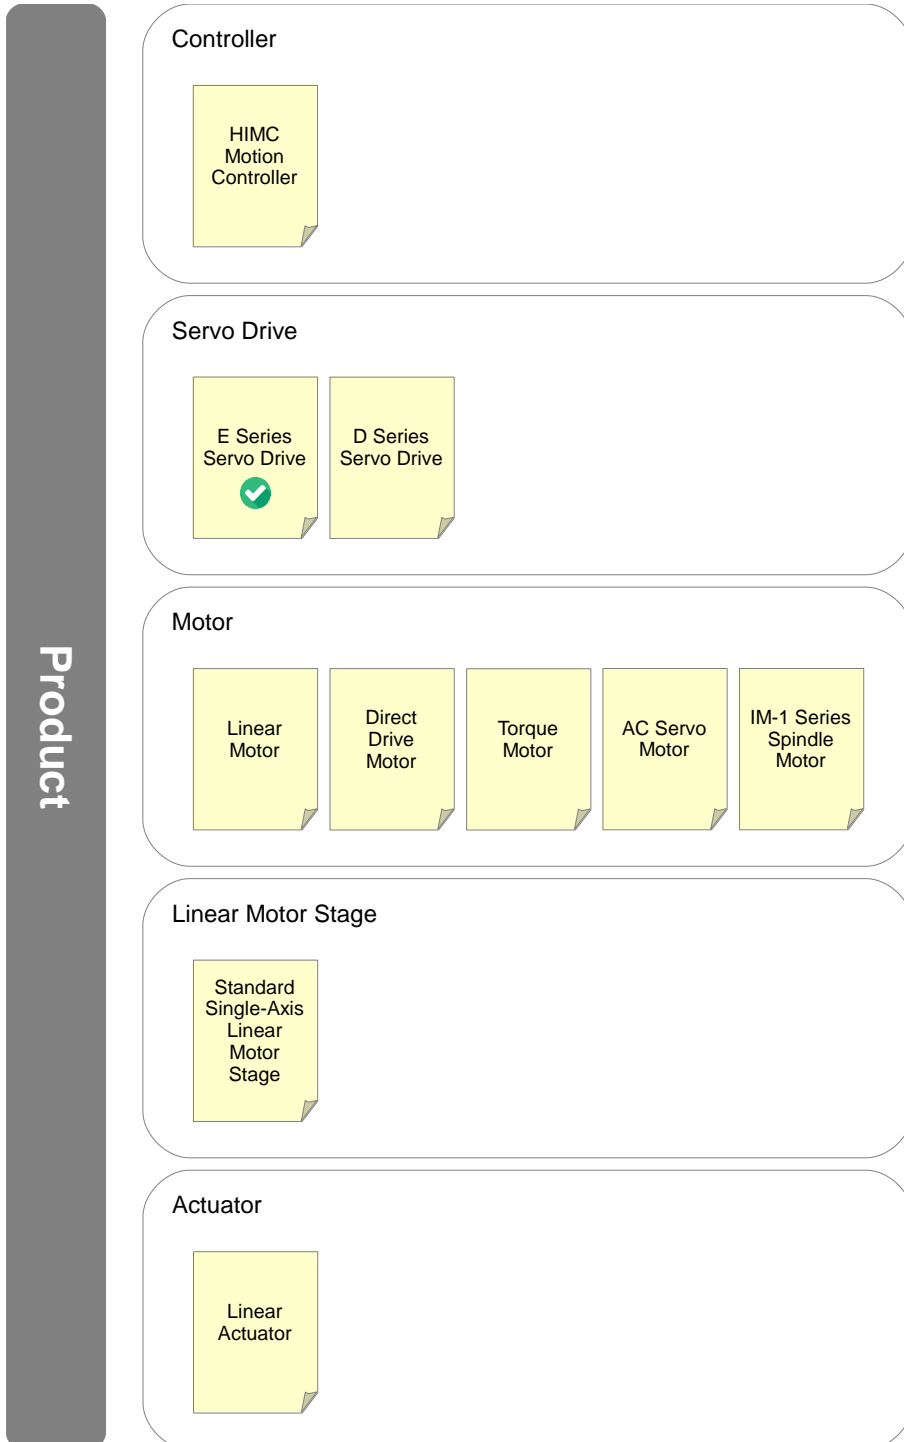 Product
Controller
HIMC
Motion
Controller
Servo Drive
E Series
Servo Drive
D Series
Servo Drive
Motor
Linear
Motor
Direct
Drive
Motor
Torque
Motor
AC Servo
Motor
IM-1 Series
Spindle
Motor
Linear Motor Stage
Standard
Single-Axis
Linear
Motor
Stage
Actuator
Linear
Actuator